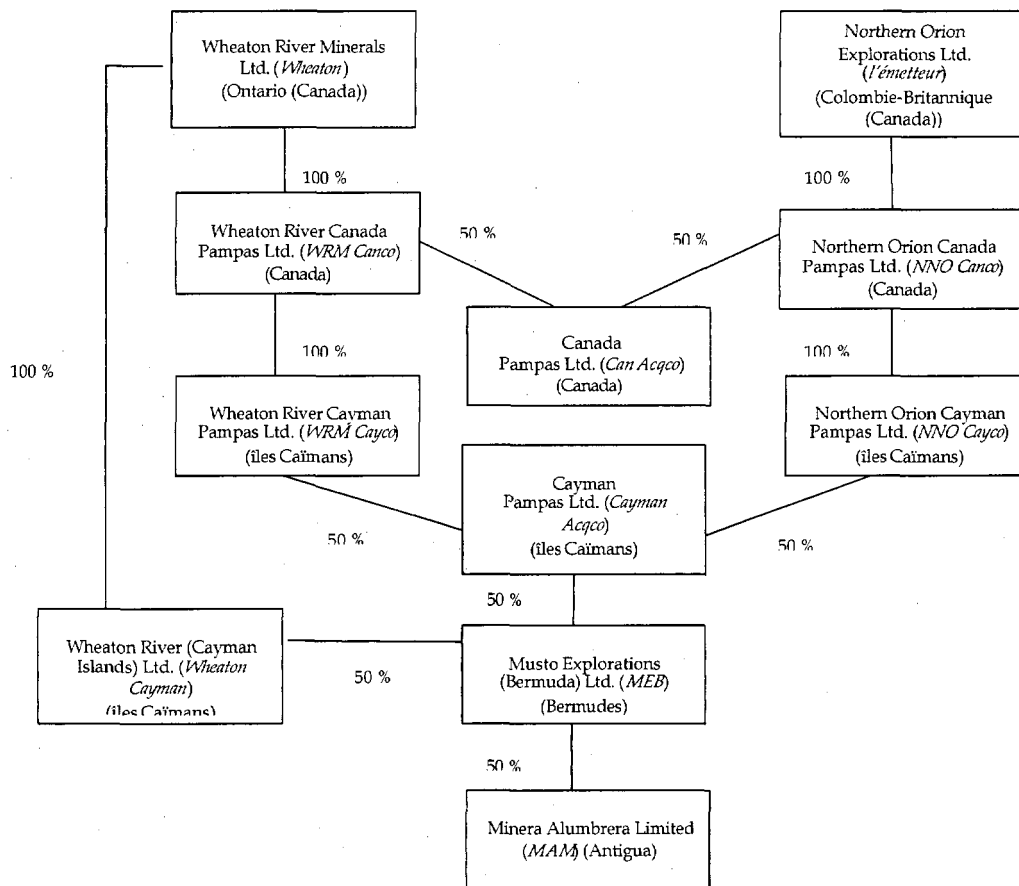 Wheaton River Minerals
Ltd. (Wheaton)
(Ontario (Canada))
Northern Orion
Explorations Ltd.
(l'émetteur)
(Colombie-Britannique
(Canada))
100 %
100 %
Wheaton River Canada
Pampas Ltd. (WRM Canco)
(Canada)
50 %
50 %
Northern Orion Canada
Pampas Ltd. (NNO Canco)
(Canada)
Canada
Pampas Ltd. (Can Acqco)
(Canada)
100 %
100 %
100 %
Wheaton River Cayman
Pampas Ltd. (WRM Cayco)
(îles Caïmans)
Northern Orion Cayman
Pampas Ltd. (NNO Cayco)
(îles Caïmans)
Cayman
Pampas Ltd. (Cayman
Acqco)
(îles Caïmans)
50 %
50 %
50 %
Wheaton River (Cayman
Islands) Ltd. (Wheaton
Cayman)
(îles Caïmans)
50 %
Musto Explorations
(Bermuda) Ltd. (MEB)
(Bermudes)
50 %
Minera Alumbrera Limited
(MAM) (Antigua)